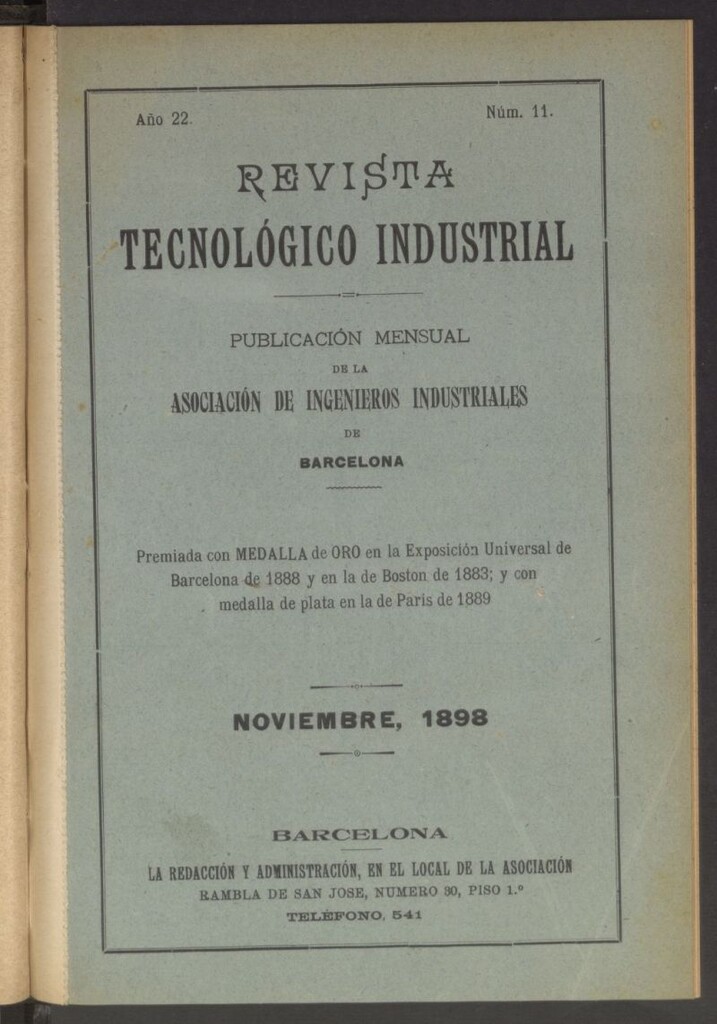 Año 22.
Núm. 11.
REVISTA
TECNOLÓGICO INDUSTRIAL
PUBLICACIÓN MENSUAL
DE LA
ASOCIACIÓN DE INGENIEROS INDUSTRIALES
DE
BARCELONA
Premiada con MEDALLA de ORO en la Exposición Universal de
Barcelona de 1888 y en la de Boston de 1883; y con
medalla de plata en la de Paris de 1889
NOVIEMBRE, 1898
BARCELONA
LA REDACCIÓN Y ADMINISTRACIÓN, EN EL LOCAL DE LA ASOCIACIÓN
RAMBLA DE SAN JOSE, NUMERO 30, PISO 1.º
TELÉFONO, 541